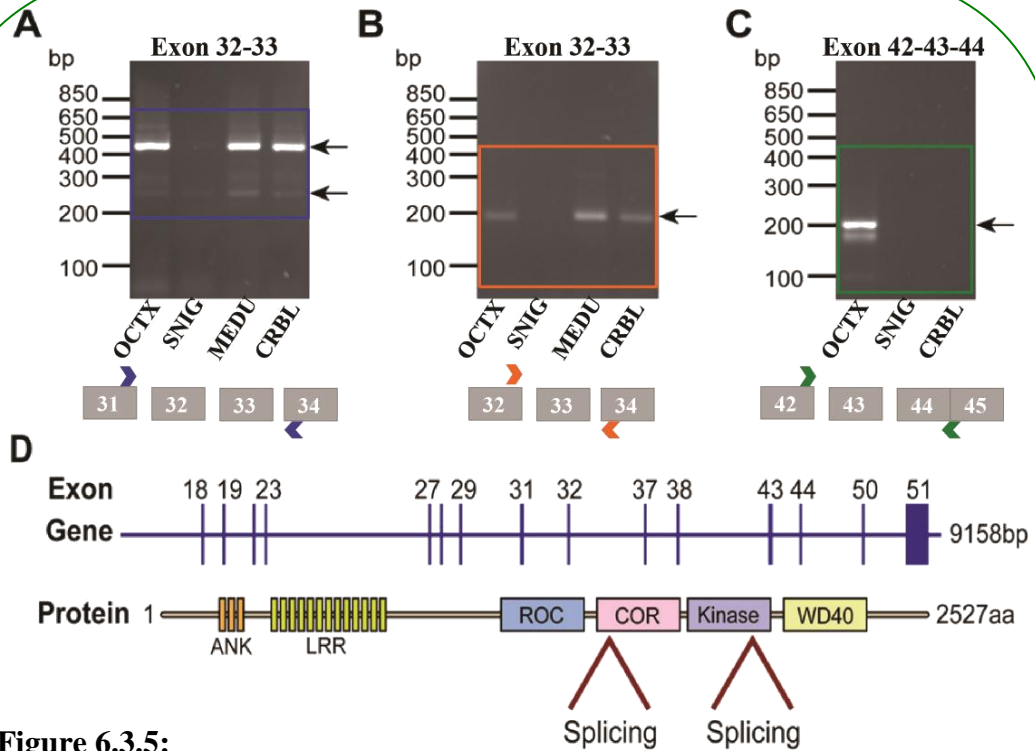 A
Exon 32-33
bp
850
650
500
400
300
200
100
OCTX
SNIG
MEDU
CRBL
31 32 33 34
B
Exon 32-33
bp
850
650
500
400
300
200
100
OCTX
SNIG
MEDU
CRBL
32 33 34
C
Exon 42-43-44
bp
850
650
500
400
300
200
100
OCTX
SNIG
CRBL
42 43 44 45
D
Exon 18 19 23 27 29 31 32 37 38 43 44 50 51
Gene 9158bp
Protein 1 ROC COR Kinase WD40 2527aa
ANK LRR
Splicing Splicing
Figure 6.3.5: